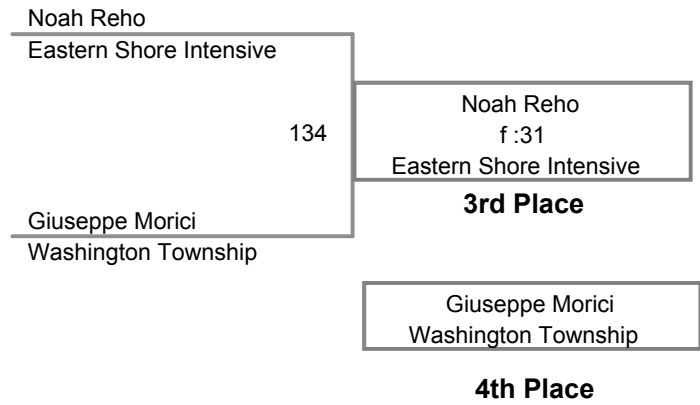 Noah Reho
Eastern Shore Intensive
134
Noah Reho
f :31
Eastern Shore Intensive
3rd Place
Giuseppe Morici
Washington Township
Giuseppe Morici
Washington Township
4th Place